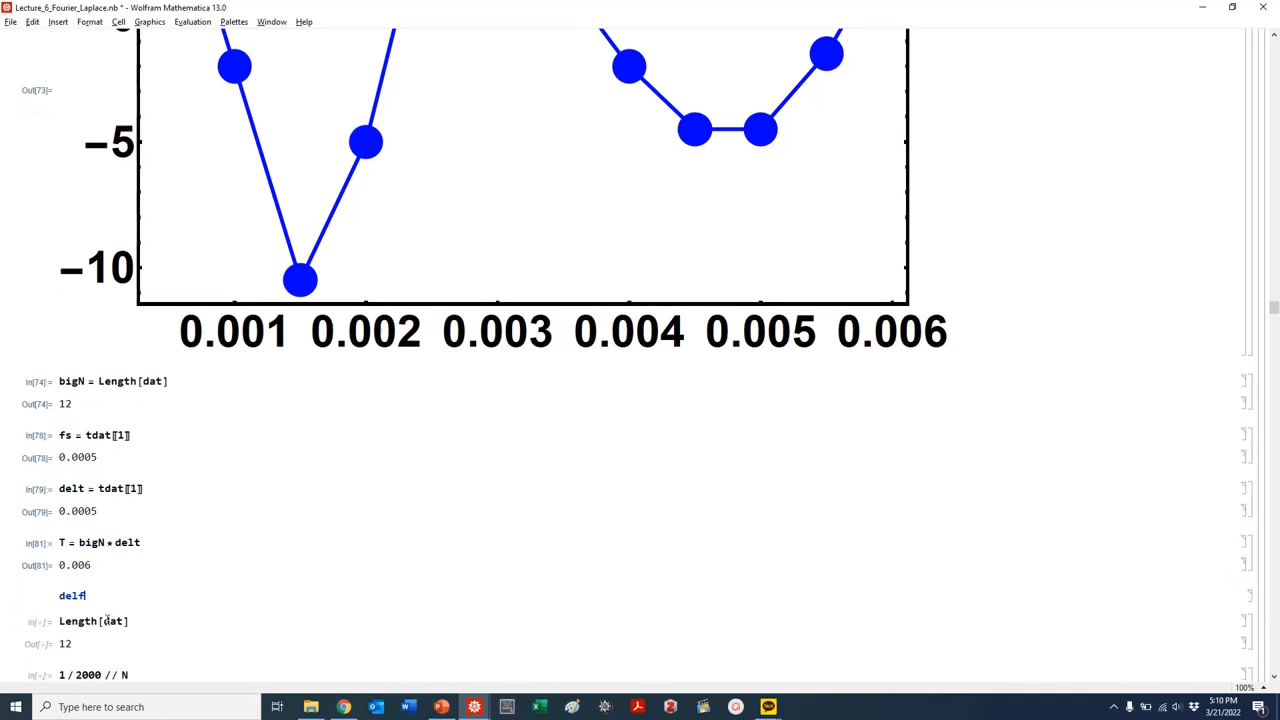 Lecture_6_Fourier_Laplace.nb * - Wolfram Mathematica 13.0
File Edit Insert Format Cell Graphics Evaluation Palettes Window Help
Out[73]=
−5
−10
0.001 0.002 0.003 0.004 0.005 0.006
In[74]:= bigN = Length[dat]
Out[74]= 12
In[78]:= fs = tdat[[1]]
Out[78]= 0.0005
In[79]:= delt = tdat[[1]]
Out[79]= 0.0005
In[81]:= T = bigN * delt
Out[81]= 0.006
delf
In[•]:= Length[dat]
Out[•]= 12
In[•]:= 1 / 2000 // N
100%
Type here to search
5:10 PM
3/21/2022